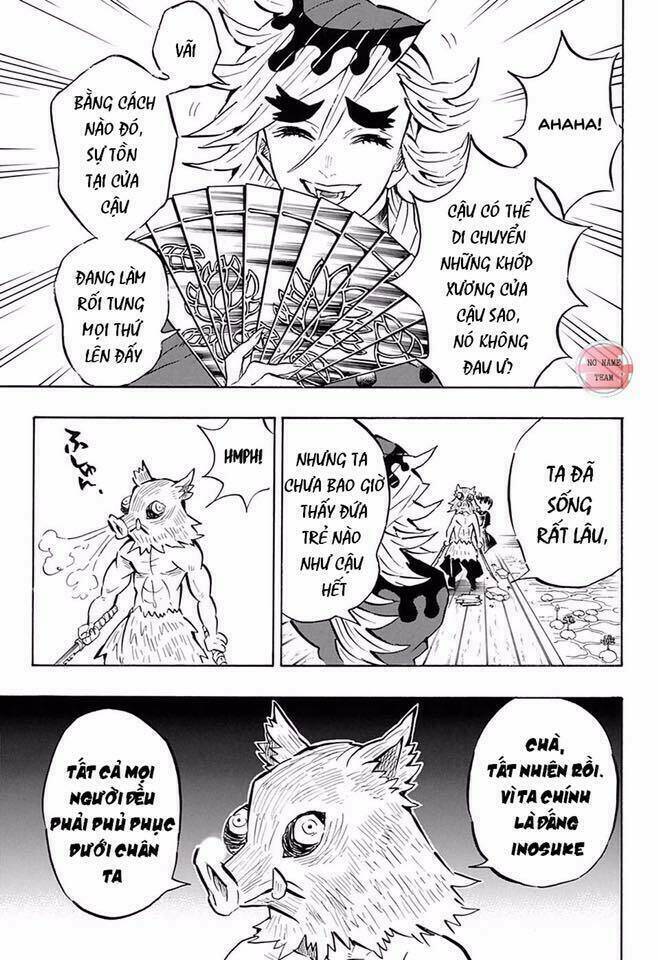 AHAHA!
CẬU CÓ THỂ
DI CHUYỂN
NHỮNG KHỚP
XƯƠNG CỦA
CẬU SAO,
NÓ KHÔNG
ĐAU Ư?
VÃI
BẰNG CÁCH
NÀO ĐÓ,
SỰ TỒN
TẠI CỦA
CẬU
ĐANG LÀM
RỐI TUNG
MỌI THỨ
LÊN ĐẤY
NO NAME
TEAM
TA ĐÃ
SỐNG
RẤT LÂU,
NHƯNG TA
CHƯA BAO GIỜ
THẤY ĐỨA
TRẺ NÀO
NHƯ CẬU
HẾT
HMPH!
CHÀ,
TẤT NHIÊN RỒI.
VÌ TA CHÍNH
LÀ ĐẤNG
INOSUKE
TẤT CẢ MỌI
NGƯỜI ĐỀU
PHẢI PHỦ PHỤC
DƯỚI CHÂN
TA